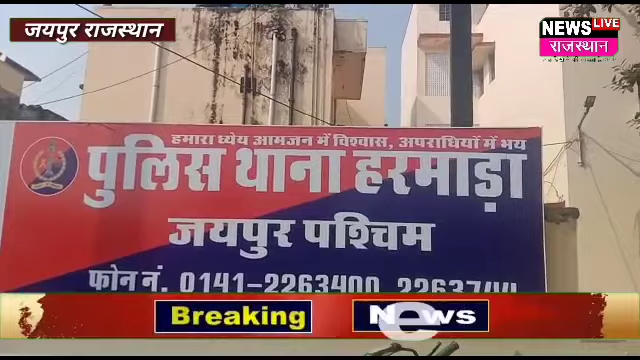 जयपुर राजस्थान
NEWS LIVE
राजस्थान
हमारा ध्येय आमजन में विश्वास, अपराधियों में भय
पुलिस थाना हरमाड़ा
जयपुर पश्चिम
फोन नं. 0141-2263400, 
Breaking News